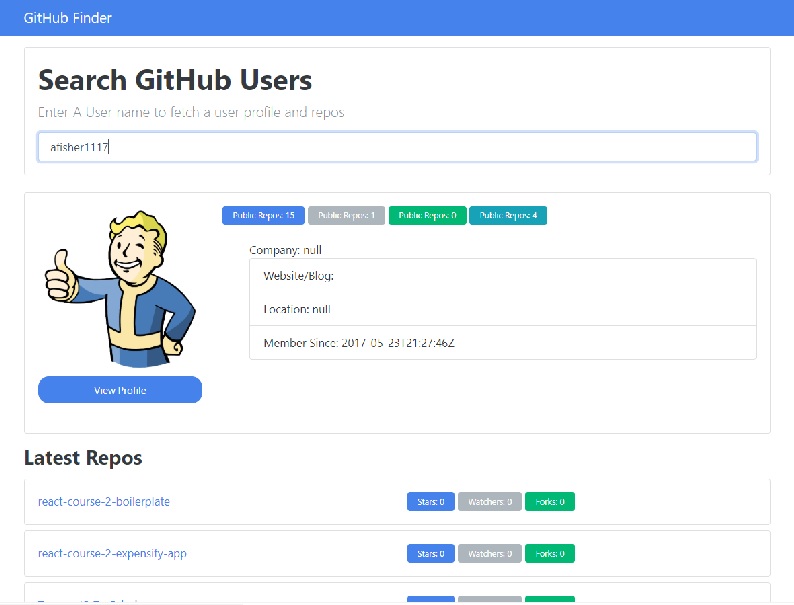 GitHub Finder
Search GitHub Users
Enter A User name to fetch a user profile and repos
afisher1117
Public Repos: 15 Public Repos: 1 Public Repos: 0 Public Repos: 4
Company: null
Website/Blog:
Location: null
Member Since: 2017-05-23T21:27:46Z
View Profile
Latest Repos
react-course-2-boilerplate Stars: 0 Watchers: 0 Forks: 0
react-course-2-expensify-app Stars: 0 Watchers: 0 Forks: 0